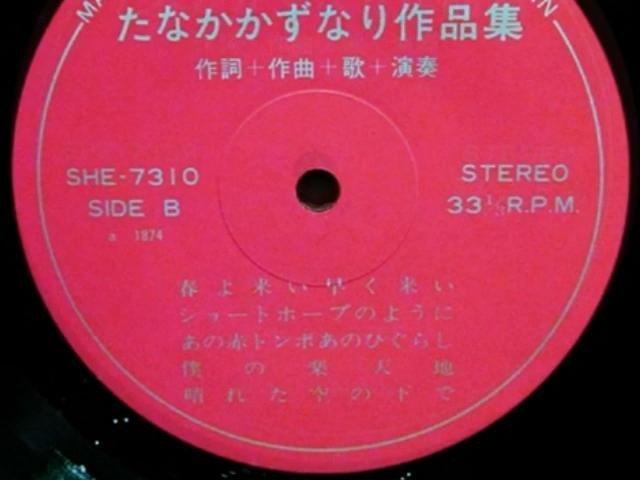 たなかかずなり作品集
作詞+作曲+歌+演奏
SHE-7310
SIDE B
a 1874
STEREO
33⅓R.P.M.
春よ来い早く来い
ショートホープのように
あの赤トンボあのひぐらし
僕の楽天地
晴れた空の下で